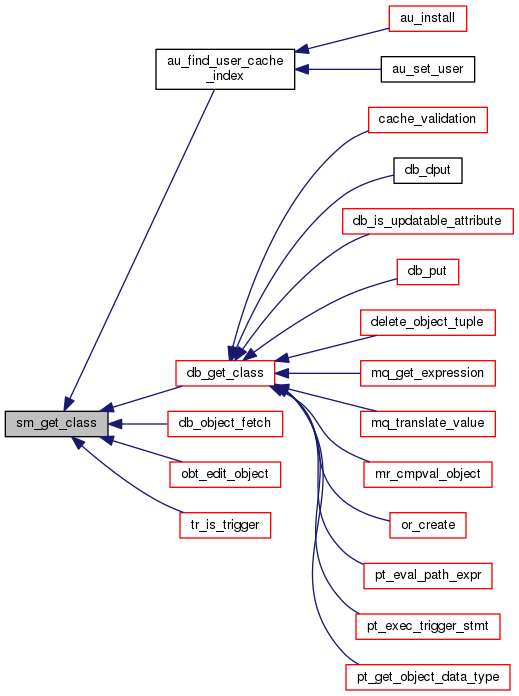 au_install
au_find_user_cache
_index
au_set_user
cache_validation
db_dput
db_is_updatable_attribute
db_put
delete_object_tuple
db_get_class
mq_get_expression
sm_get_class
db_object_fetch
mq_translate_value
obt_edit_object
mr_cmpval_object
tr_is_trigger
or_create
pt_eval_path_expr
pt_exec_trigger_stmt
pt_get_object_data_type